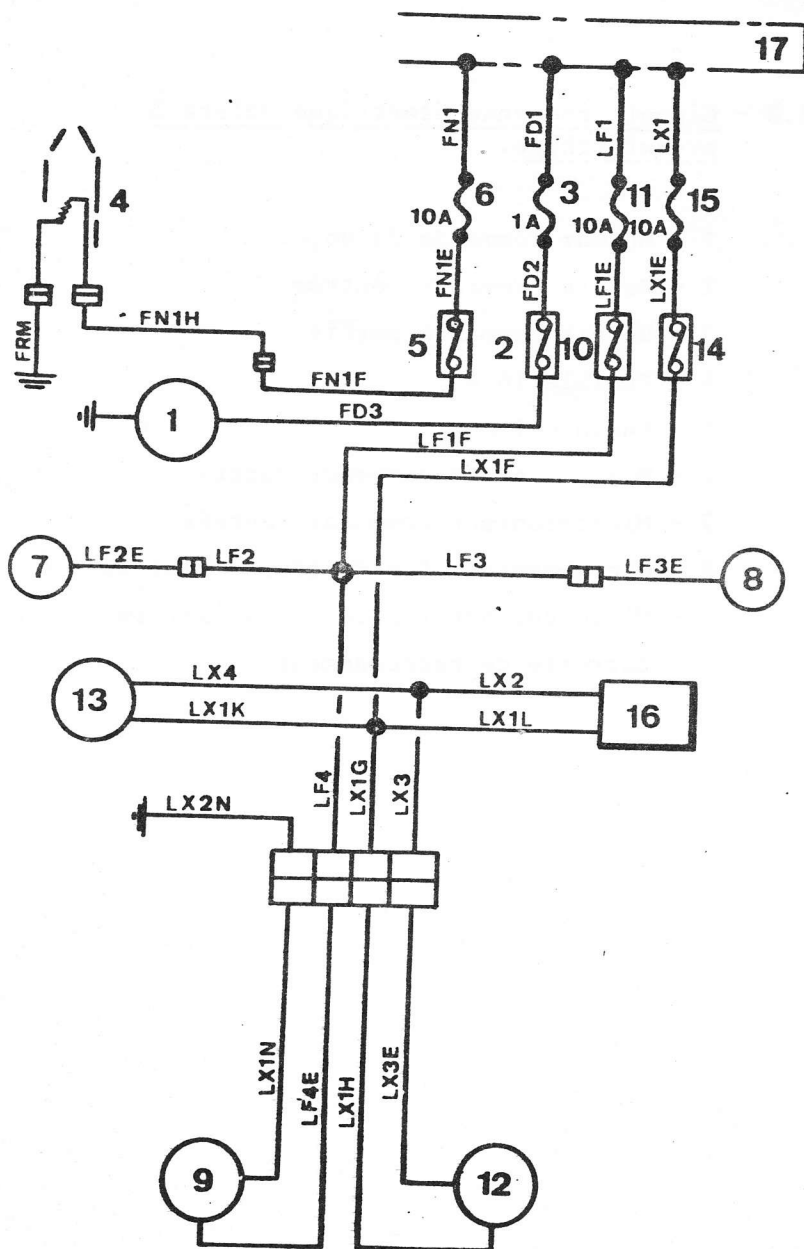 17
FN1 FD1 LF1 LX1
4
6 3 11 15
10A 1A 10A 10A
FN1E FD2 LF1E LX1E
FRM
FN1H
5 2 10 14
FN1F
1
FD3
LF1F
LX1F
7 LF2E LF2 LF3 LF3E 8
13 LX4 LX2 16
LX1K LX1L
LF4 LX1G LX3
LX2N
LX1N LF4E LX1H LX3E
9 12